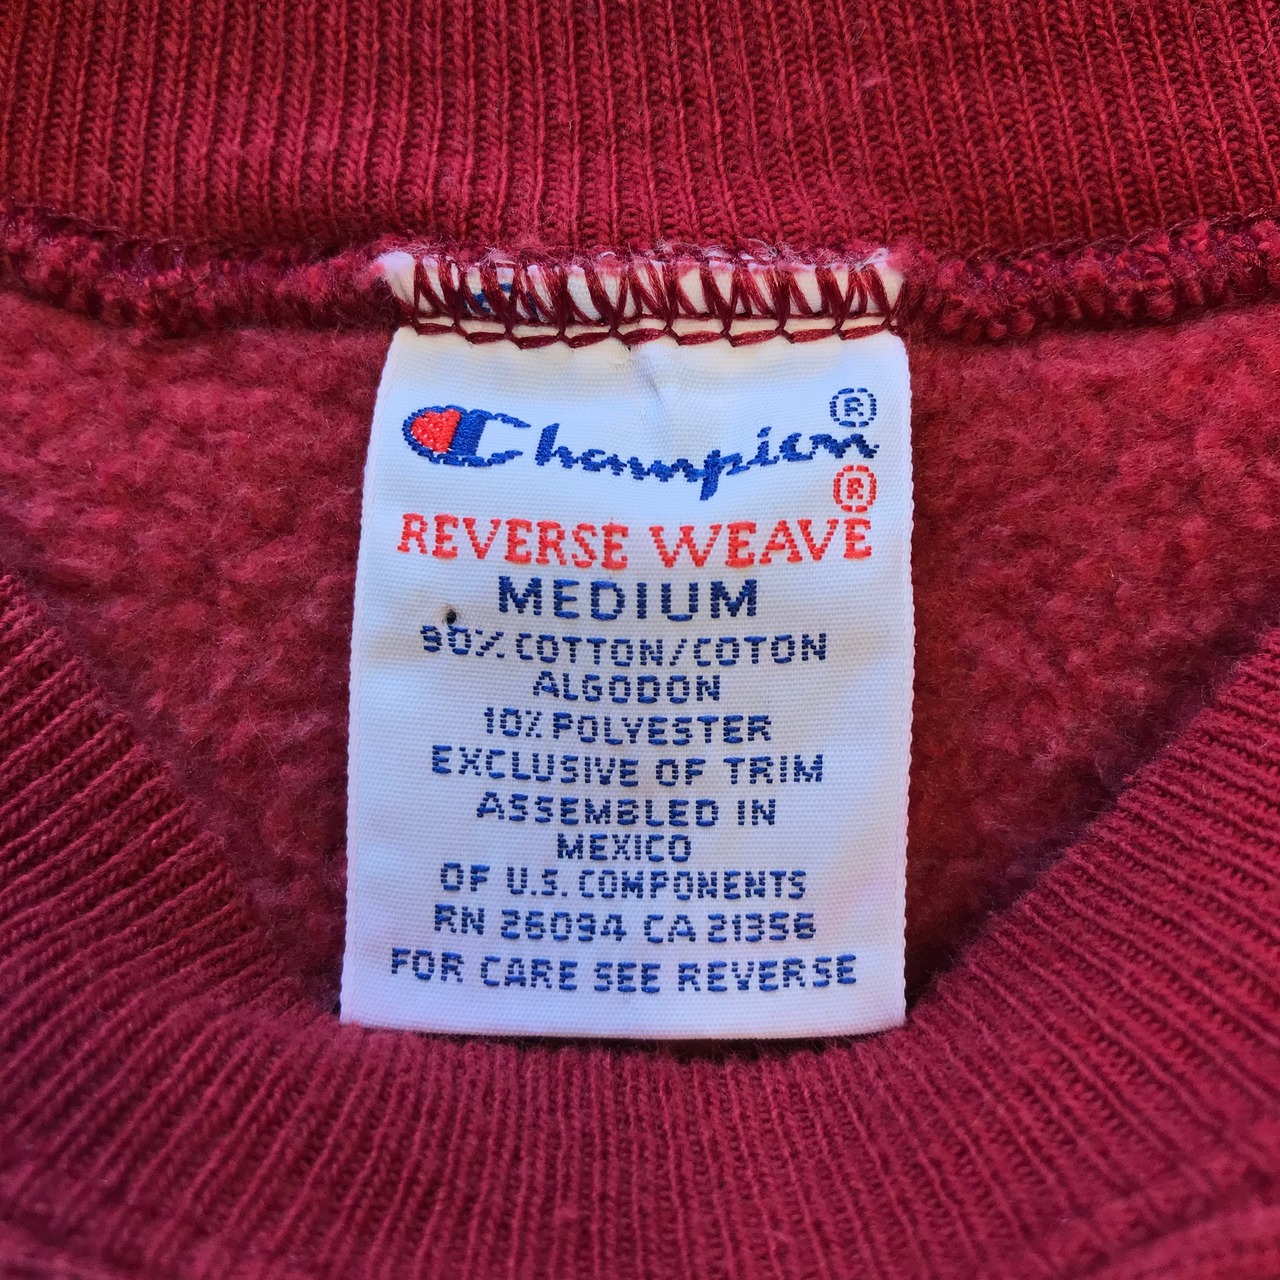 Champion®
REVERSE WEAVE®
MEDIUM
90% COTTON/COTON
ALGODON
10% POLYESTER
EXCLUSIVE OF TRIM
ASSEMBLED IN
MEXICO
OF U.S. COMPONENTS
RN 26094 CA 21356
FOR CARE SEE REVERSE